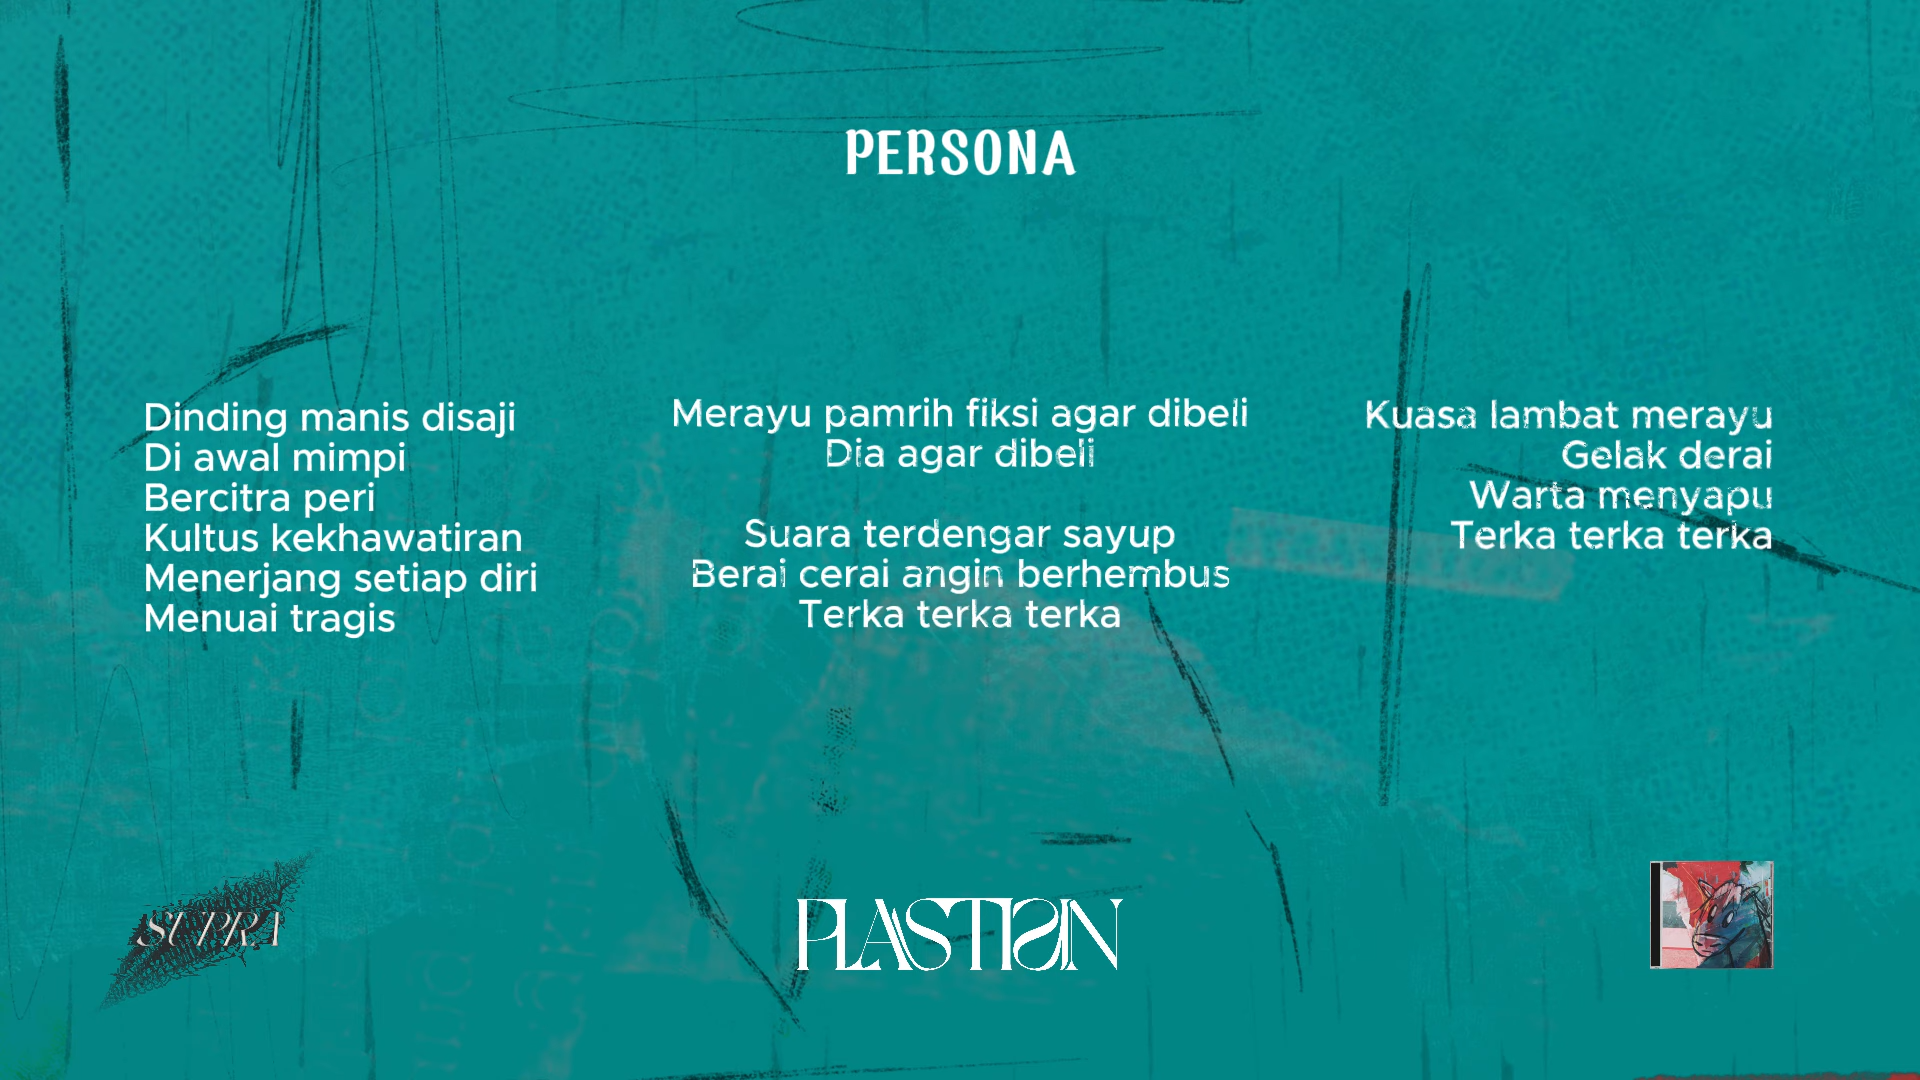 PERSONA
Dinding manis disaji
Di awal mimpi
Bercitra peri
Kultus kekhawatiran
Menerjang setiap diri
Menuai tragis
Merayu pamrih fiksi agar dibeli
Dia agar dibeli
Suara terdengar sayup
Berai cerai angin berhembus
Terka terka terka
Kuasa lambat merayu
Gelak derai
Warta menyapu
Terka terka terka
SUPRA